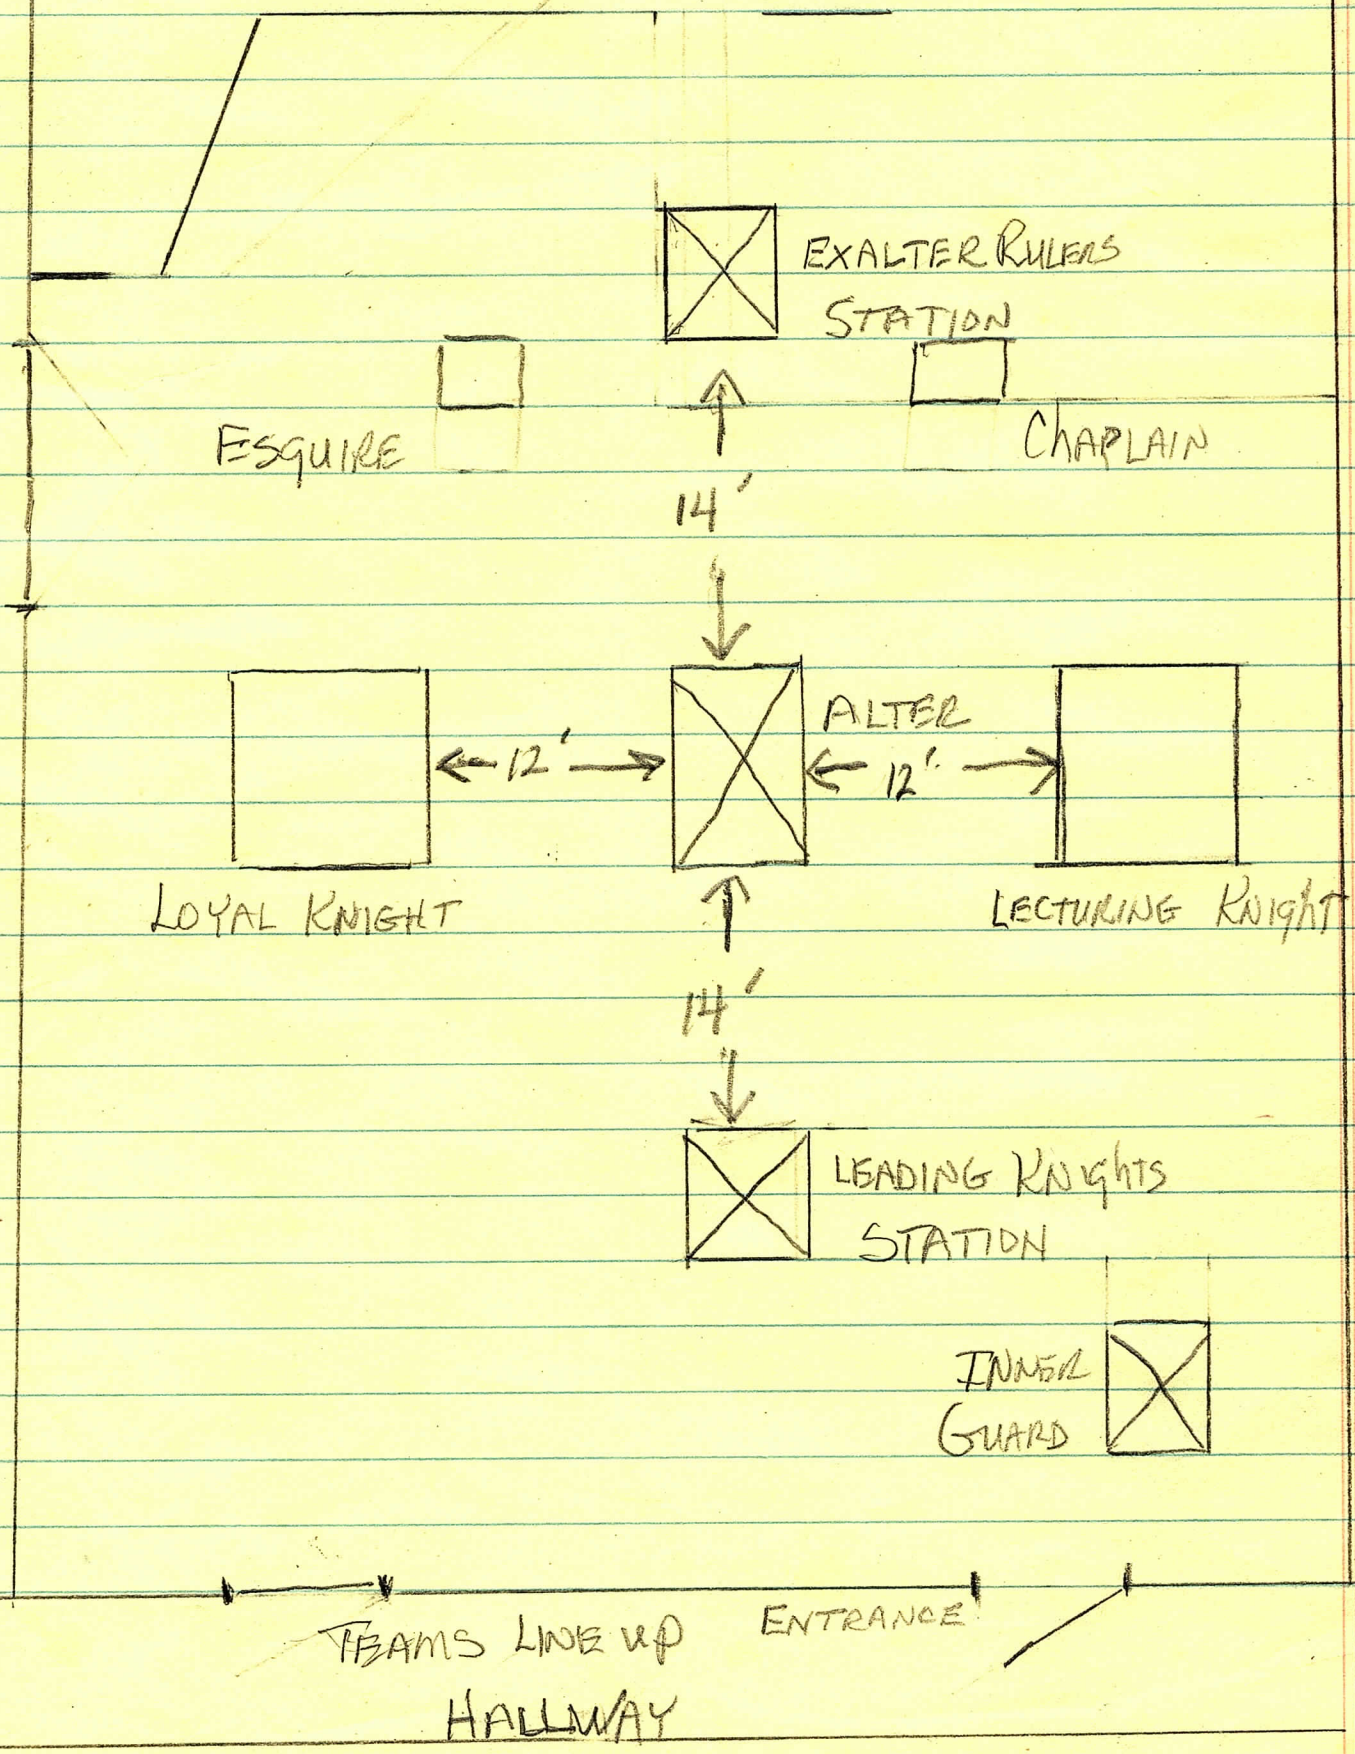 EXALTER RULERS
STATION
ESQUIRE
CHAPLAIN
14'
ALTER
12'
12'
LOYAL KNIGHT
LECTURING KNIGHT
14'
LEADING KNIGHTS
STATION
INNER
GUARD
ENTRANCE
TEAMS LINE UP
HALLWAY